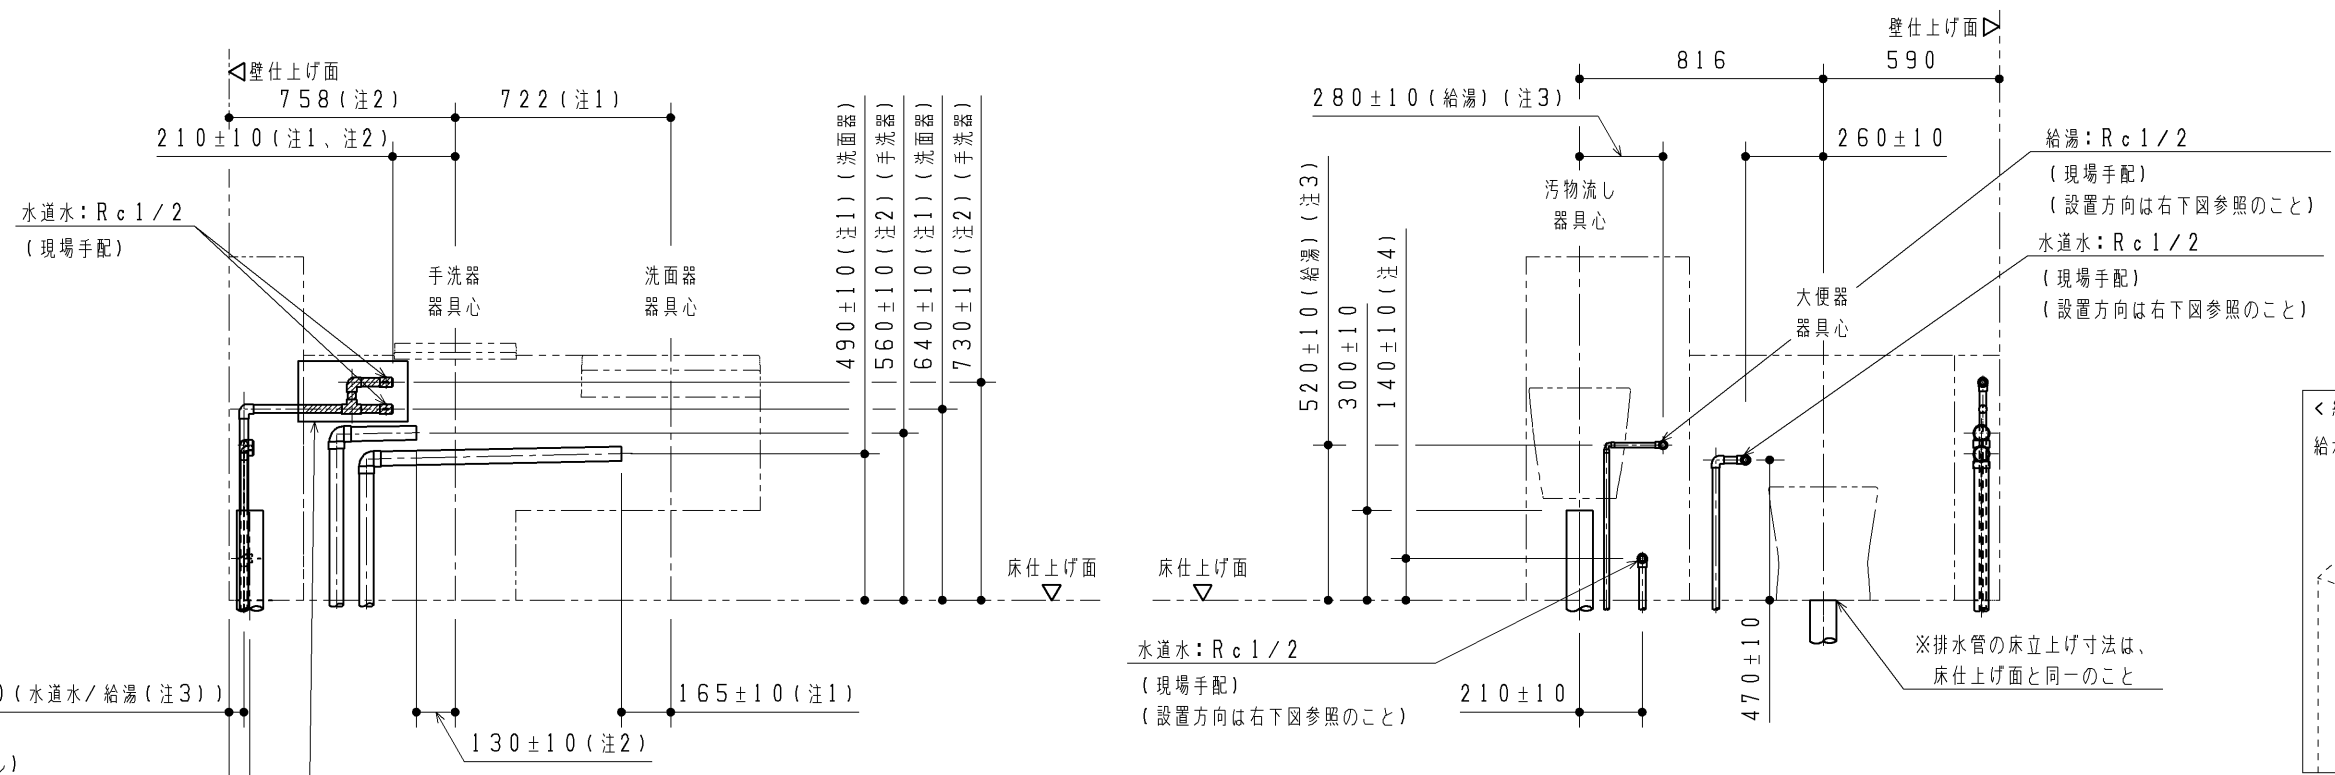 壁仕上げ面
758(注2)
722(注1)
210±10(注1、注2)
水道水:Rc1/2
(現場手配)
手洗器
器具心
洗面器
器具心
490±10(注1)(洗面器)
560±10(注2)(手洗器)
640±10(注1)(洗面器)
730±10(注2)(手洗器)
床仕上げ面
(水道水/給湯(注3))
165±10(注1)
130±10(注2)
壁仕上げ面
816
590
280±10(給湯)(注3)
260±10
給湯:Rc1/2
(現場手配)
(設置方向は右下図参照のこと)
水道水:Rc1/2
(現場手配)
(設置方向は右下図参照のこと)
汚物流し
器具心
大便器
器具心
520±10(給湯)(注3)
300±10
140±10(注4)
床仕上げ面
水道水:Rc1/2
(現場手配)
(設置方向は右下図参照のこと)
210±10
470±10
※排水管の床立上げ寸法は、
床仕上げ面と同一のこと